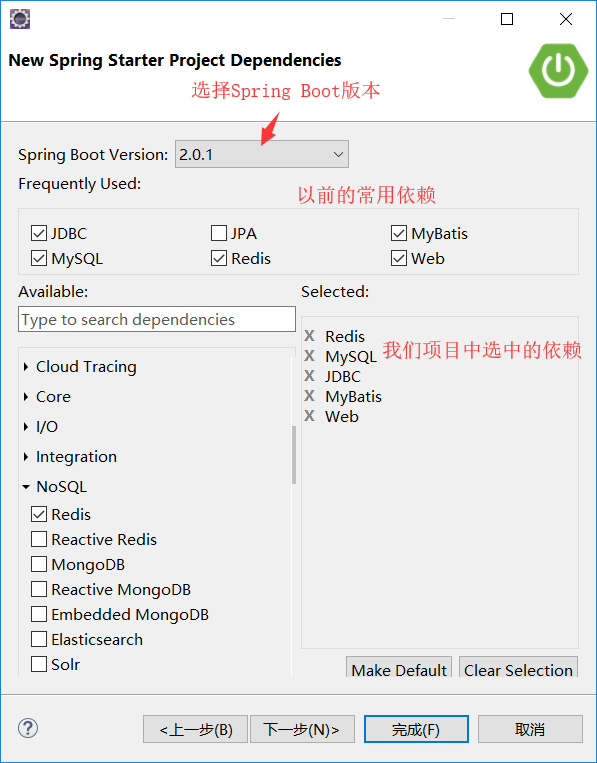 New Spring Starter Project Dependencies
选择Spring Boot版本
Spring Boot Version: 2.0.1
Frequently Used:
以前的常用依赖
JDBC JPA MyBatis
MySQL Redis Web
Available: Selected:
Type to search dependencies
X Redis
X MySQL 我们项目中选中的依赖
X JDBC
X MyBatis
X Web
Cloud Tracing
Core
I/O
Integration
NoSQL
Redis
Reactive Redis
MongoDB
Reactive MongoDB
Embedded MongoDB
Elasticsearch
Solr
Make Default Clear Selection
? <上一步(B) 下一步(N)> 完成(F) 取消